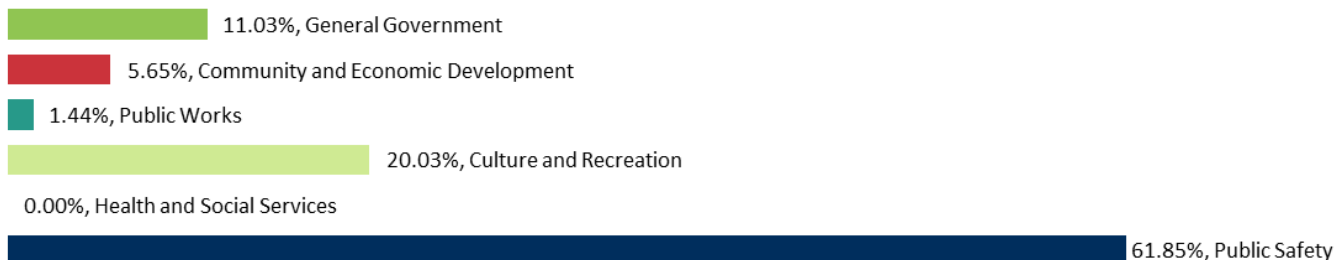 11.03%, General Government
5.65%, Community and Economic Development
1.44%, Public Works
20.03%, Culture and Recreation
0.00%, Health and Social Services
61.85%, Public Safety